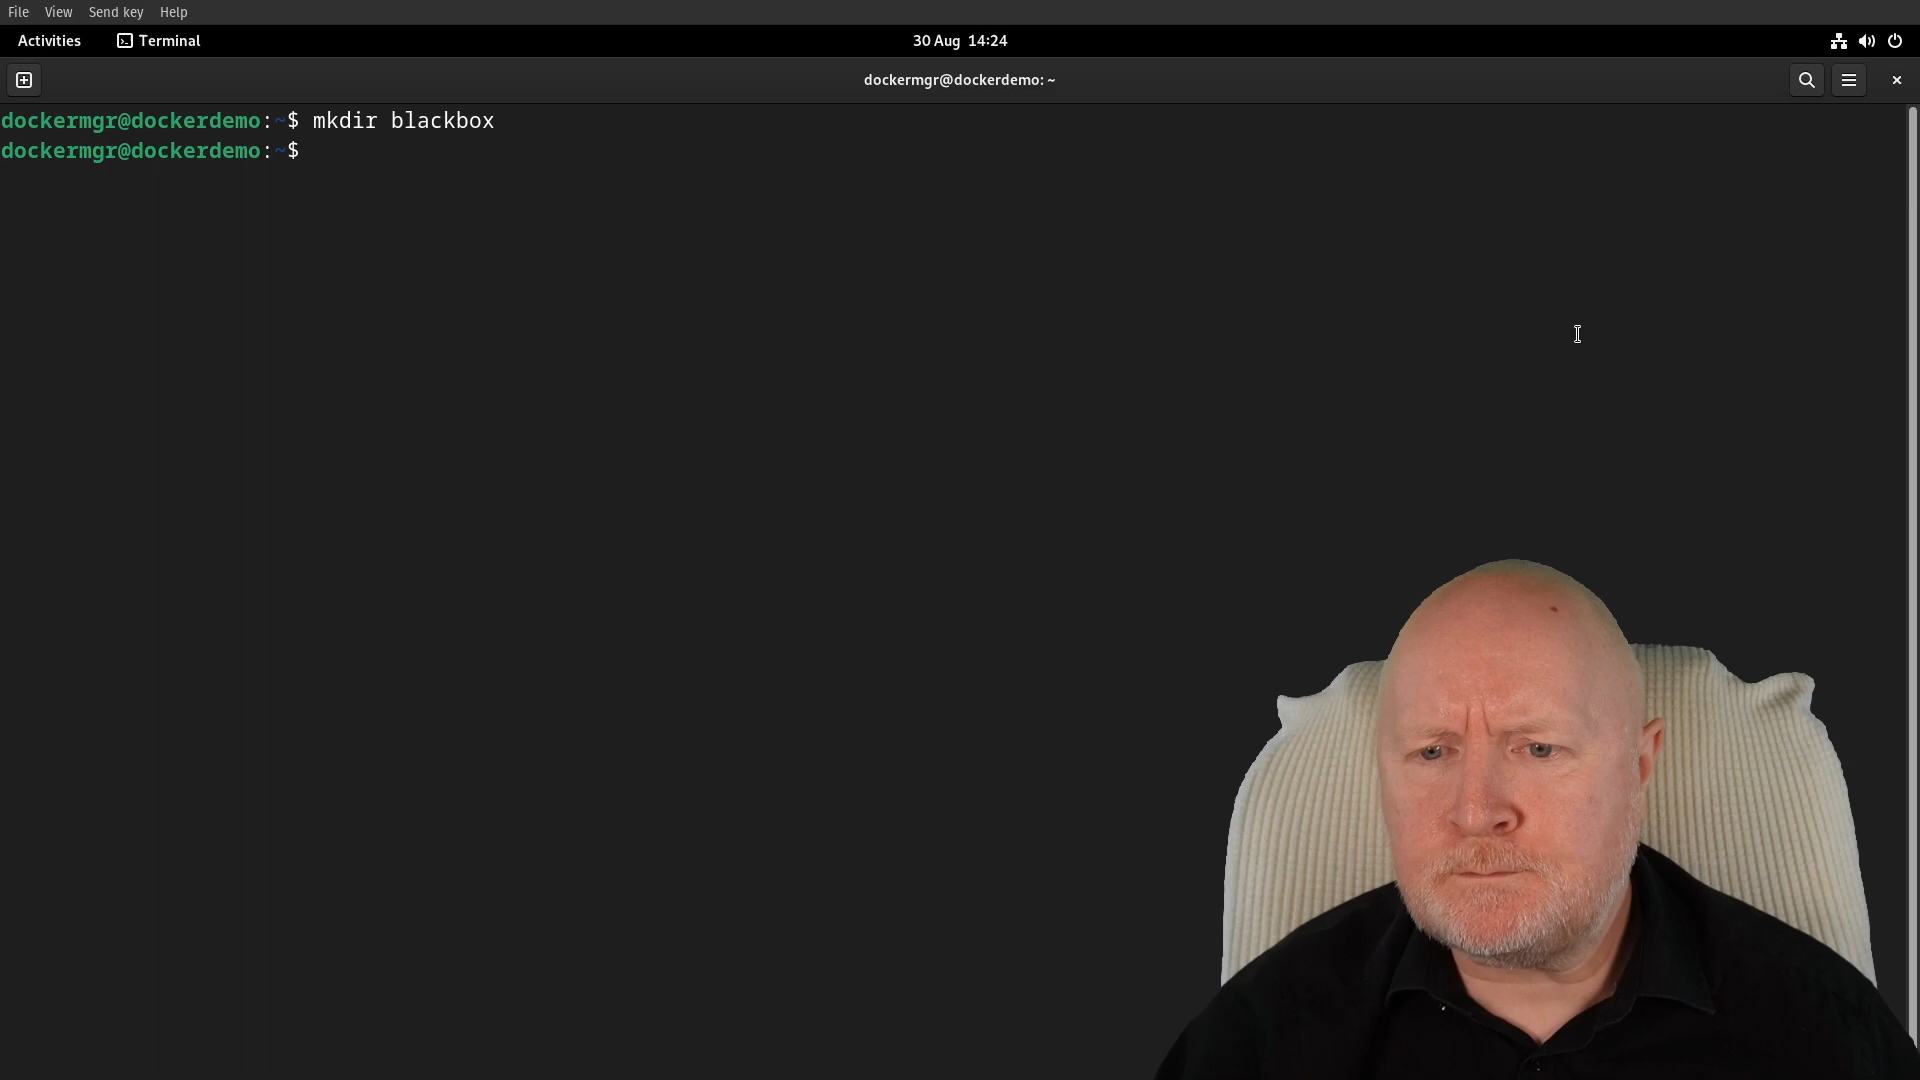 File View Send key Help
Activities Terminal 30 Aug 14:24
dockermgr@dockerdemo: ~
dockermgr@dockerdemo:~$ mkdir blackbox
dockermgr@dockerdemo:~$